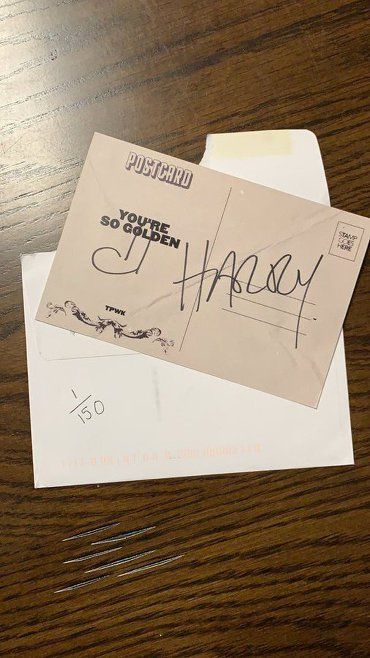 POSTCARD
YOU'RE
SO GOLDEN
STAMP
GOES
HERE
HARRY.
TPWK
1/150